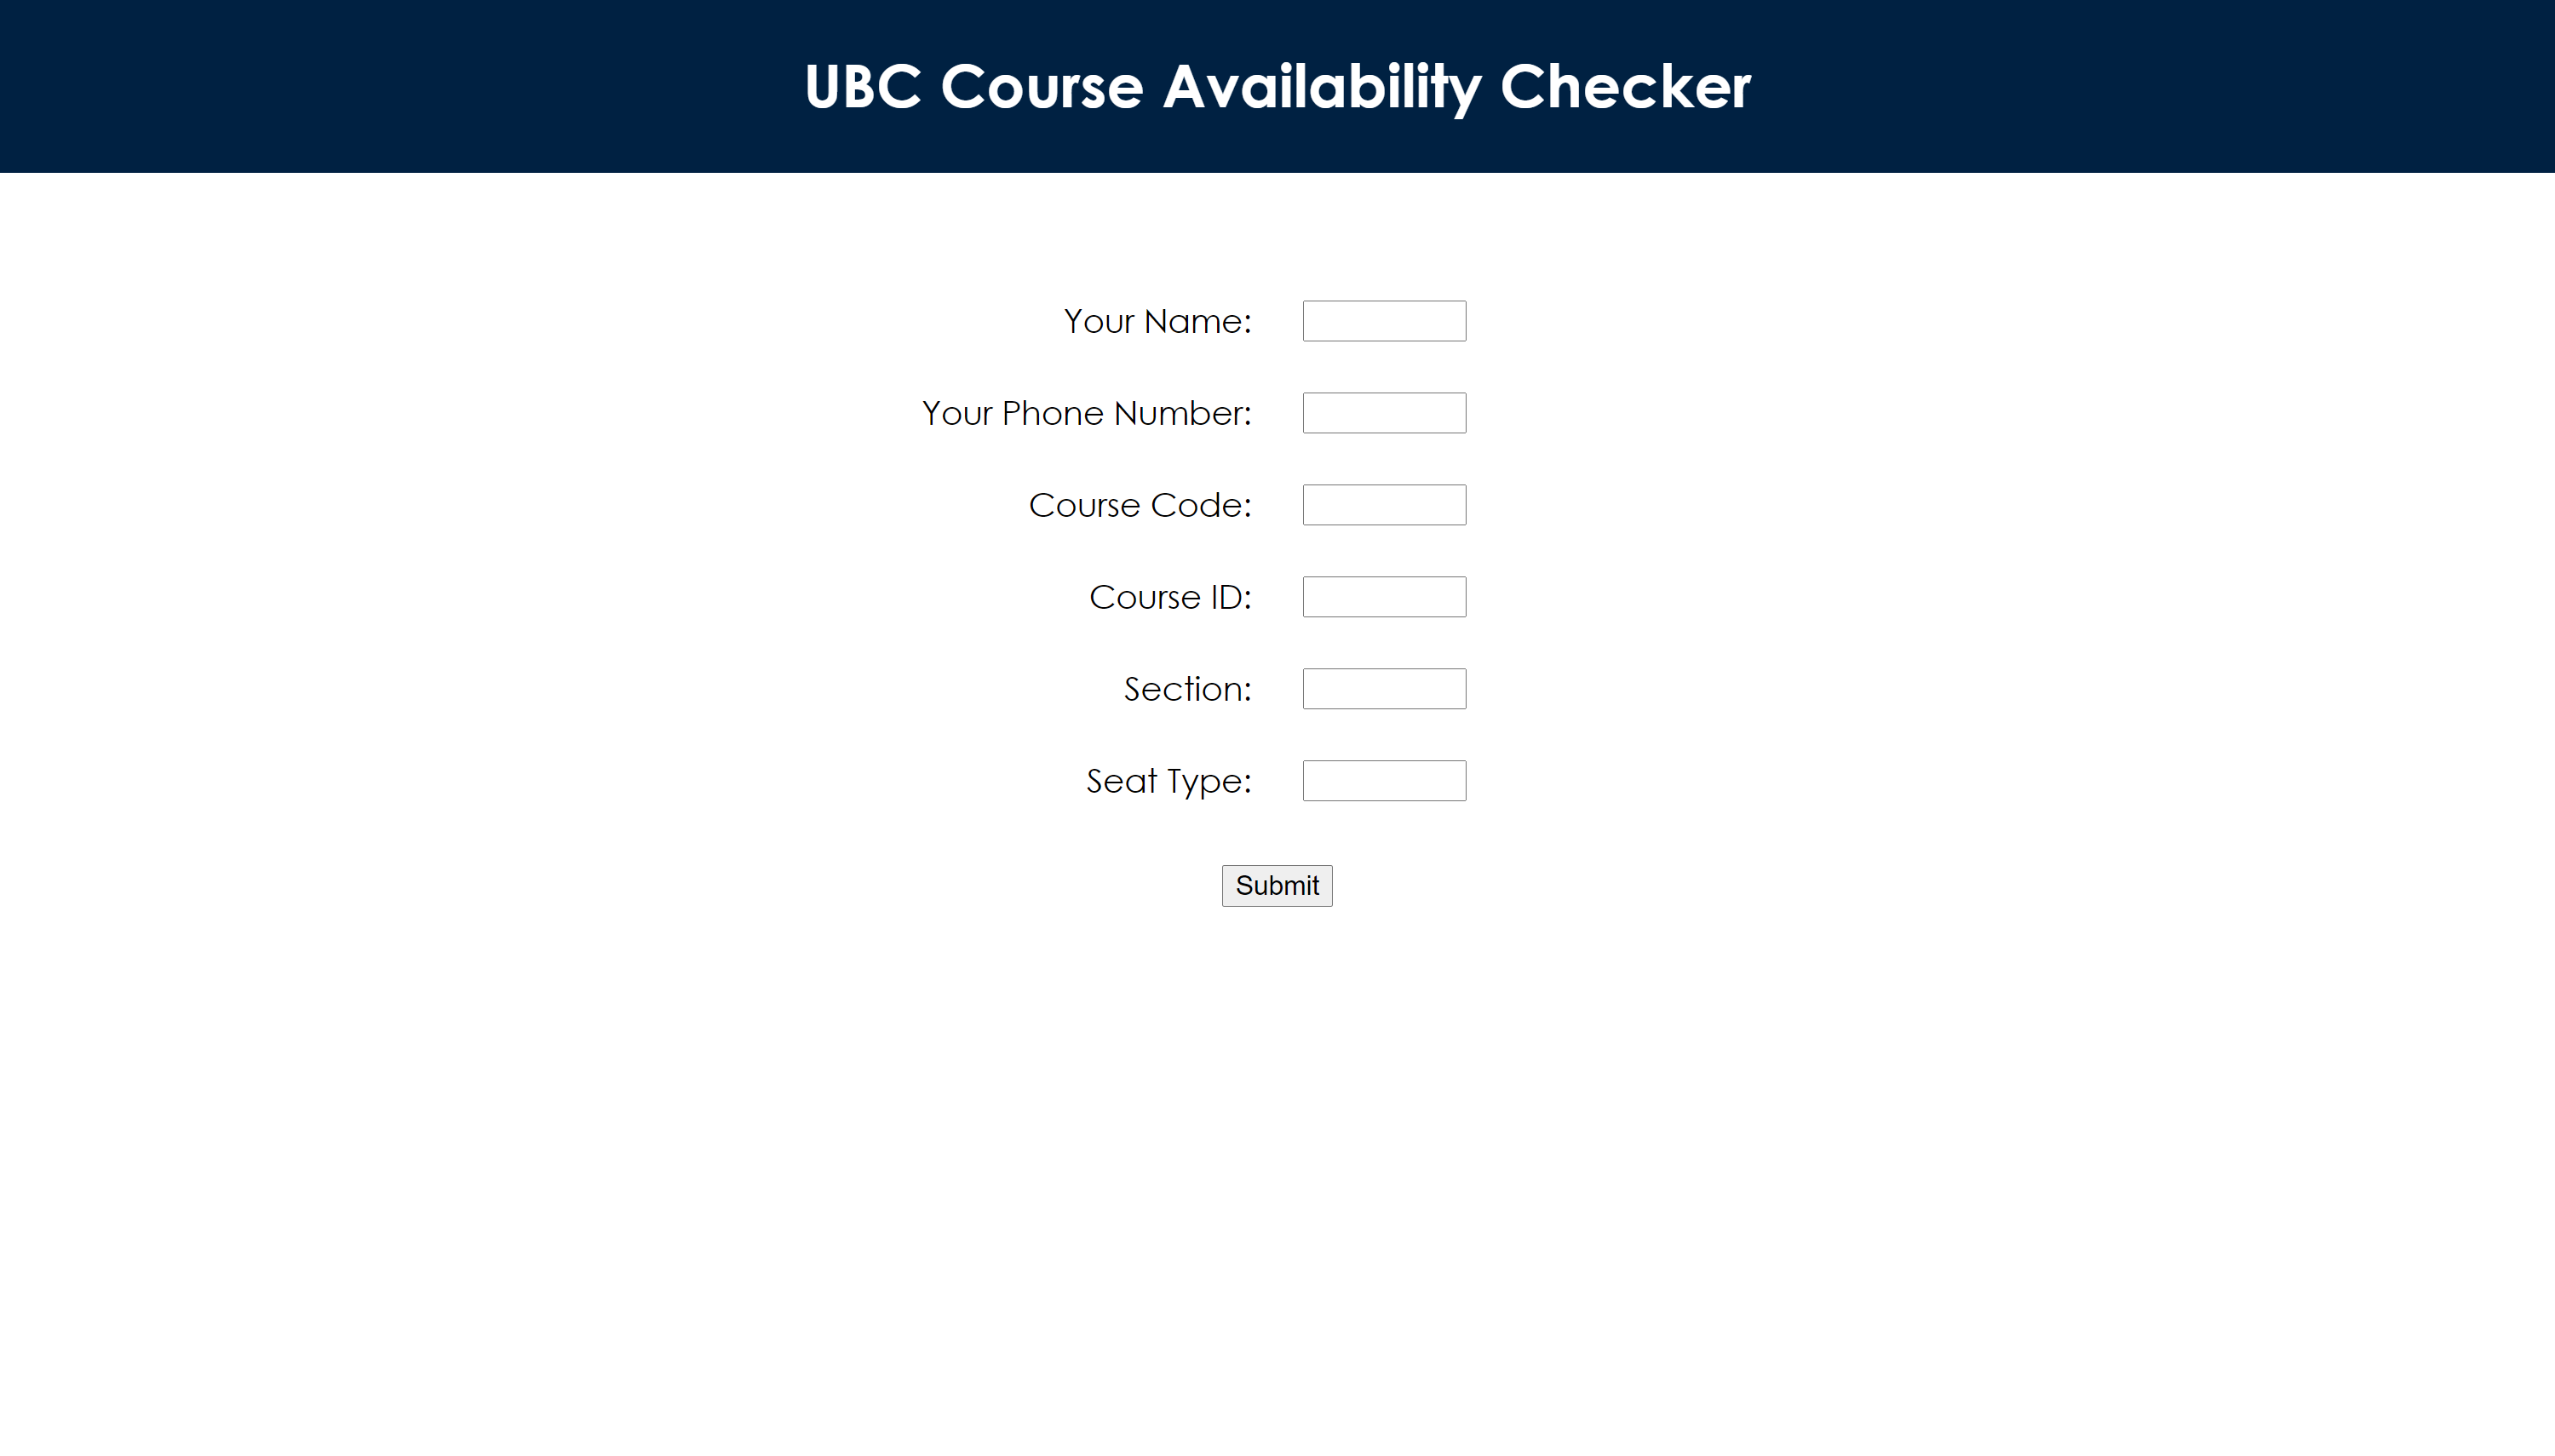 UBC Course Availability Checker
Your Name:
Your Phone Number:
Course Code:
Course ID:
Section:
Seat Type:
Submit